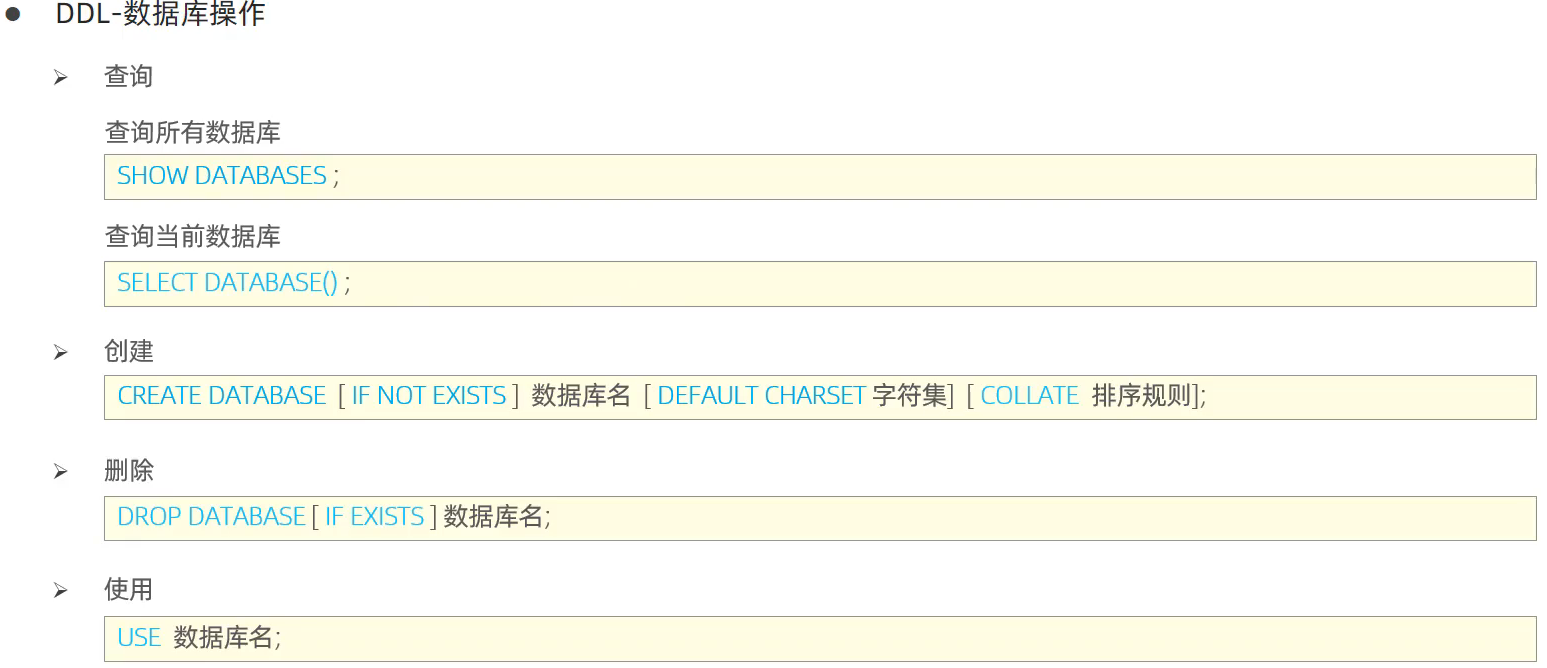 DDL-数据库操作
查询
查询所有数据库
SHOW DATABASES ;
查询当前数据库
SELECT DATABASE() ;
创建
CREATE DATABASE [ IF NOT EXISTS ] 数据库名 [ DEFAULT CHARSET 字符集] [ COLLATE 排序规则];
删除
DROP DATABASE [ IF EXISTS ] 数据库名;
使用
USE 数据库名;